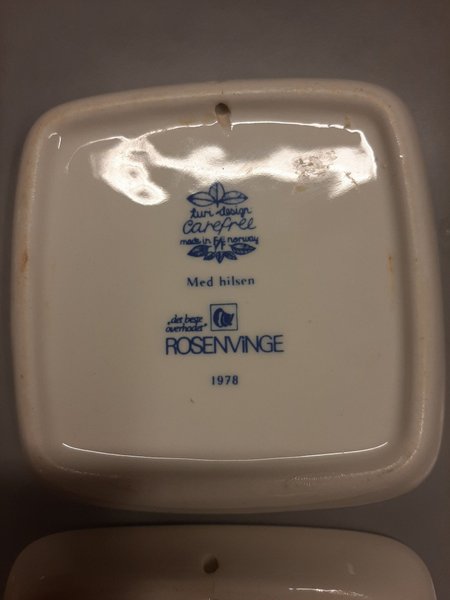 turi-design
Carefree
made in norway
Med hilsen
"det beste
overhodet"
ROSENViNGE
1978